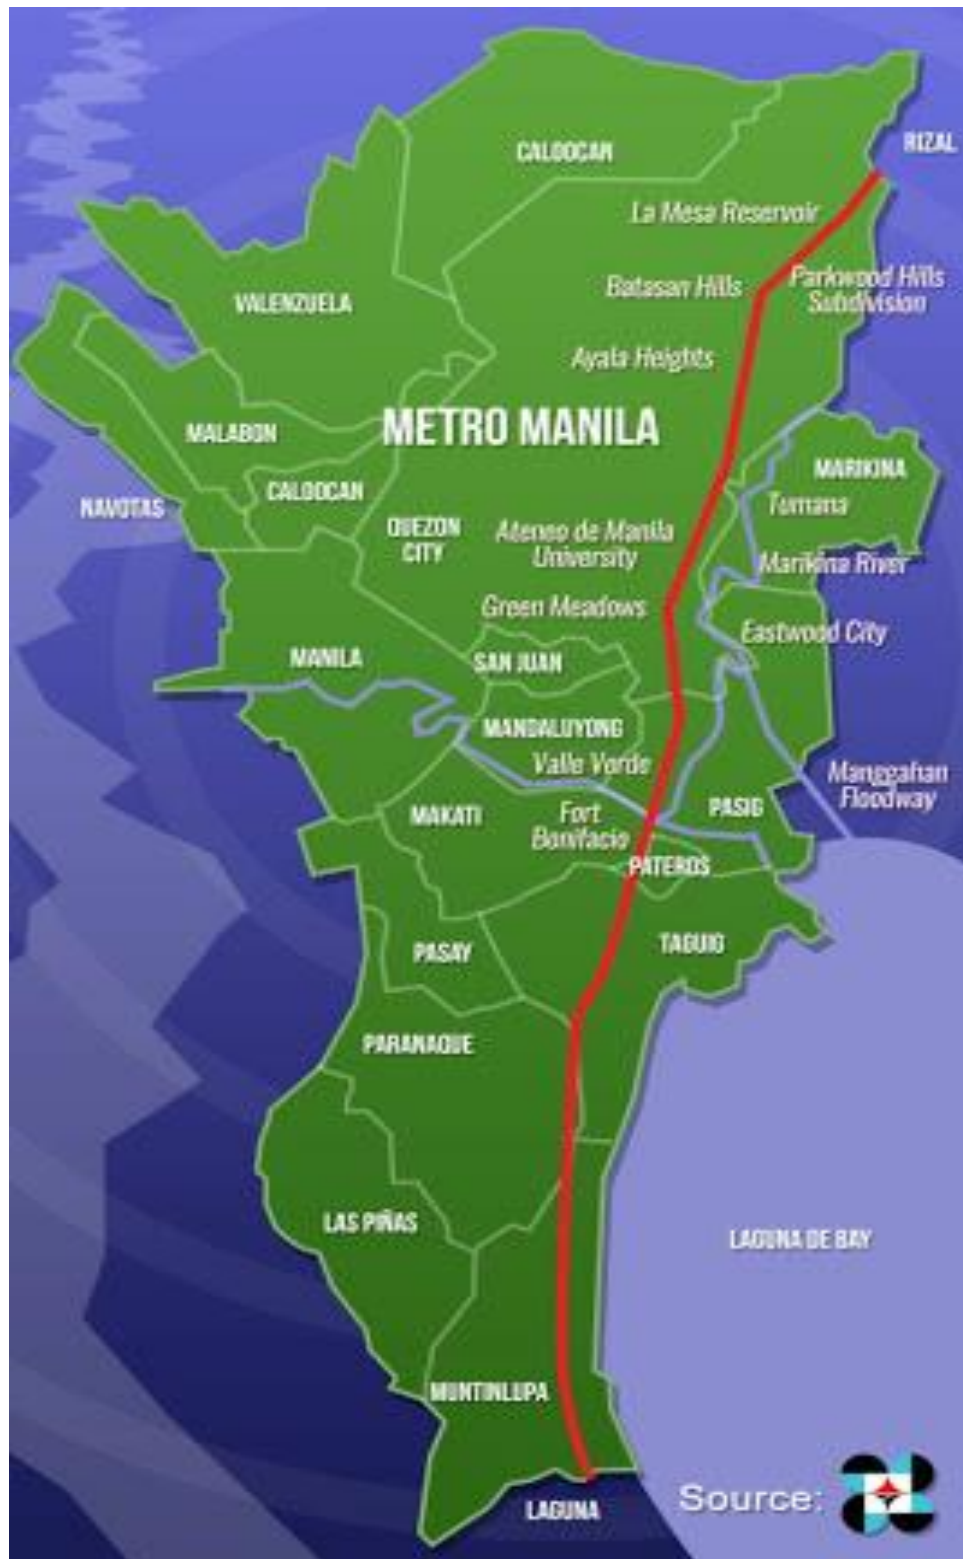 CALOOCAN
RIZAL
La Mesa Reservoir
Batasan Hills
Parkwood Hills
Subdivision
VALENZUELA
Ayala Heights
METRO MANILA
MALABON
MARIKINA
CALOOCAN
NAVOTAS
Tumana
QUEZON
CITY
Ateneo de Manila
University
Marikina River
Green Meadows
Eastwood City
MANILA
SAN JUAN
MANDALUYONG
Valle Verde
Manggahan
Floodway
MAKATI
Fort
Bonifacio
PASIG
PATEROS
PASAY
TAGUIG
PARANAQUE
LAS PIÑAS
LAGUNA DE BAY
MUNTINLUPA
LAGUNA
Source: